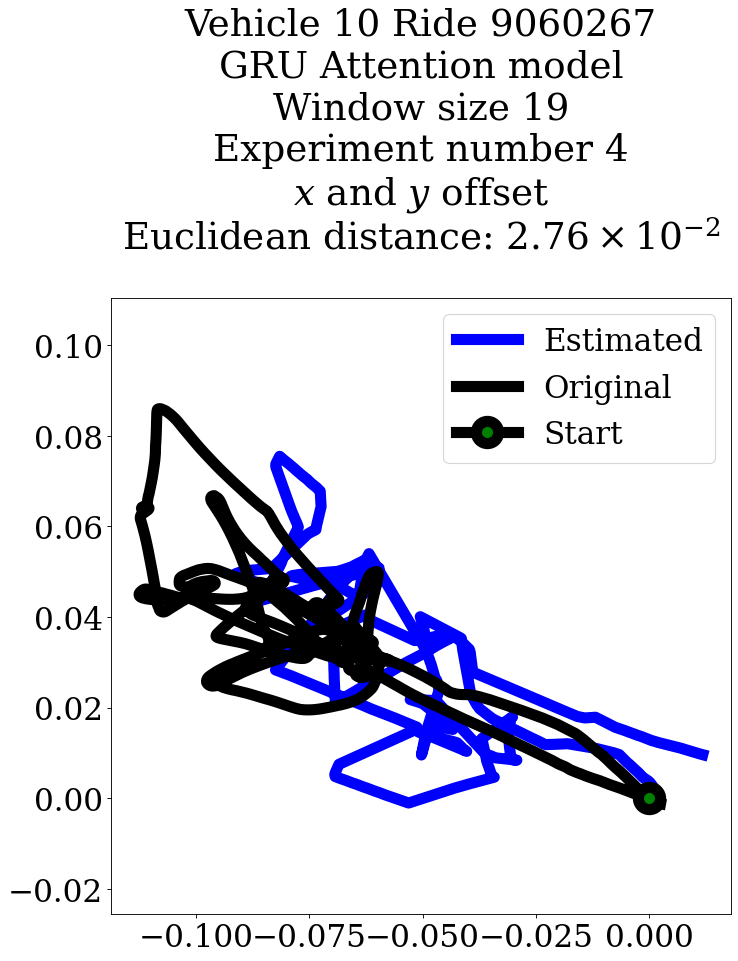 Vehicle 10 Ride 9060267
GRU Attention model
Window size 19
Experiment number 4
x and y offset
Euclidean distance: 2.76 × 10⁻²
Estimated
Original
Start
0.10
0.08
0.06
0.04
0.02
0.00
−0.02
−0.100 −0.075 −0.050 −0.025 0.000